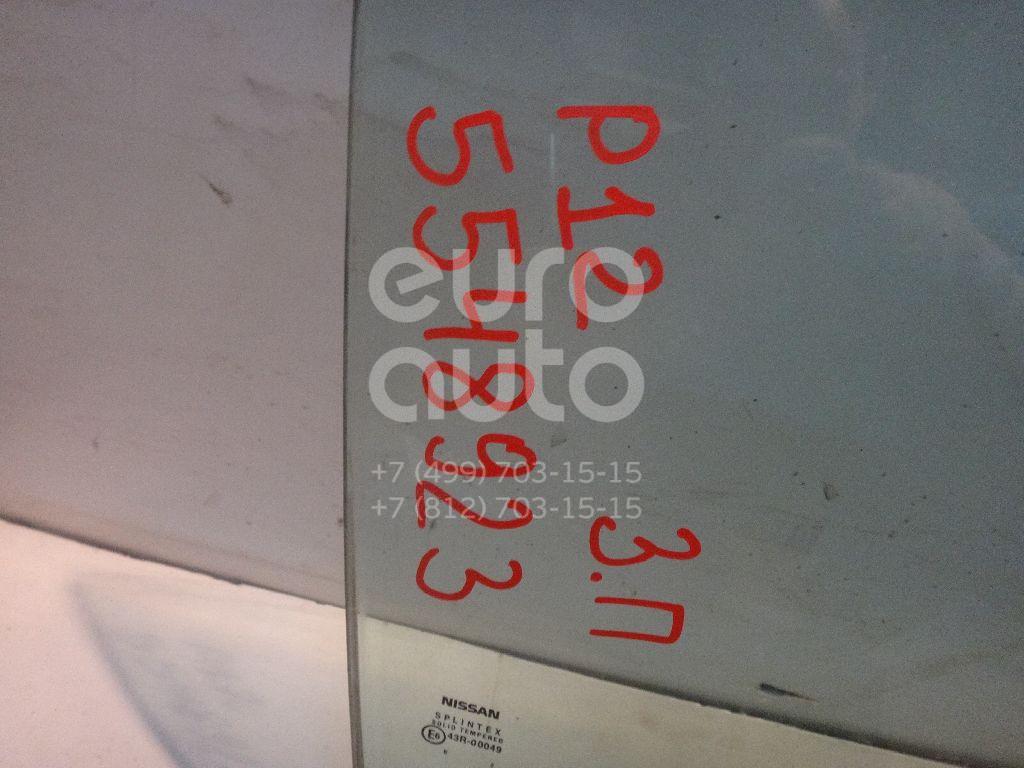 P12 З.П
5548923
euro
auto
+7 (499) 703-15-15
+7 (812) 703-15-15
NISSAN
SPLINTEX
SOLID TEMPERED
E6 43R-00049